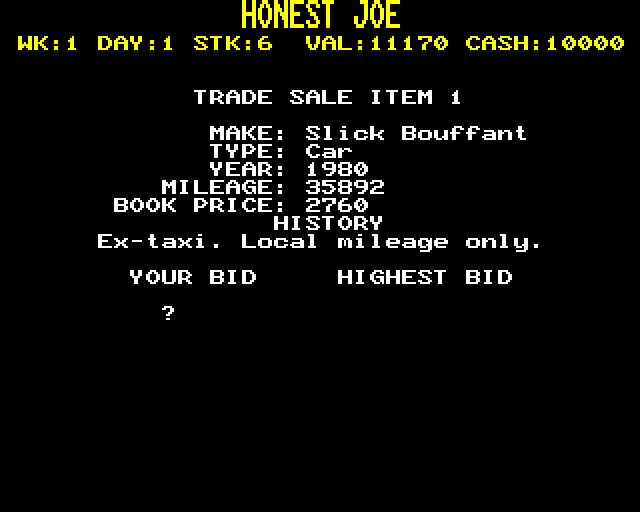 HONEST JOE
WK:1 DAY:1 STK:6 VAL:11170 CASH:10000
TRADE SALE ITEM 1
MAKE: Slick Bouffant
TYPE: Car
YEAR: 1980
MILEAGE: 35892
BOOK PRICE: 2760
HISTORY
Ex-taxi. Local mileage only.
YOUR BID HIGHEST BID
?